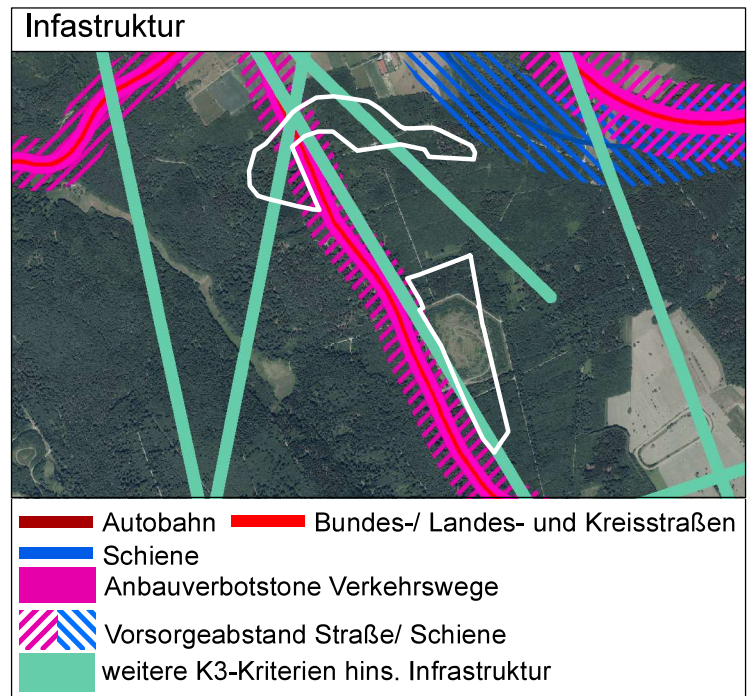 Infastruktur
Autobahn Bundes-/ Landes- und Kreisstraßen
Schiene
Anbauverbotstone Verkehrswege
Vorsorgeabstand Straße/ Schiene
weitere K3-Kriterien hins. Infrastruktur